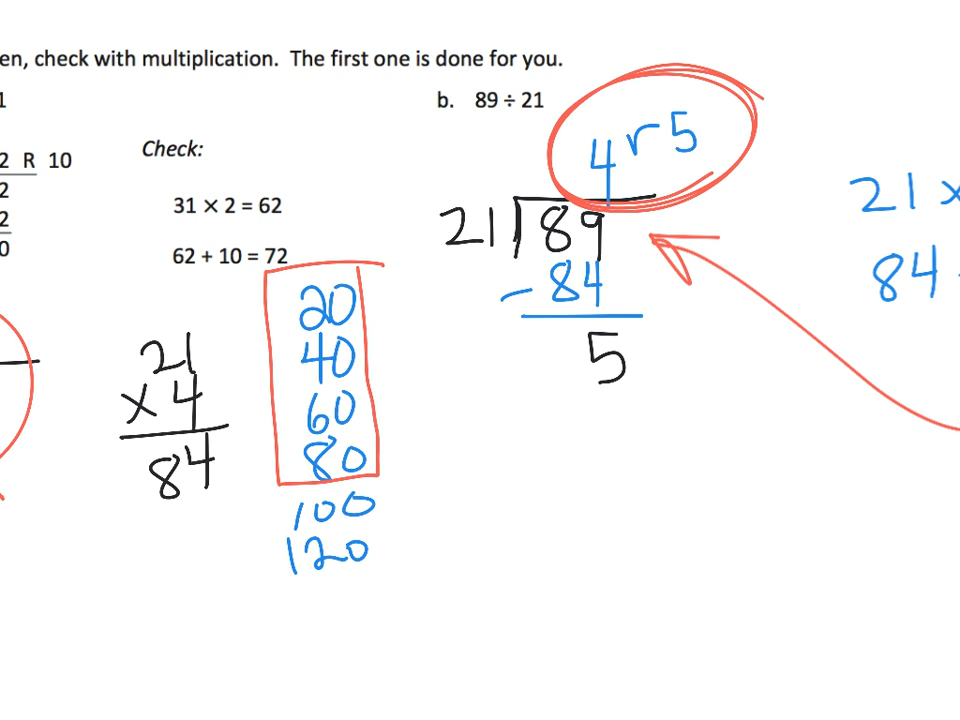 en, check with multiplication. The first one is done for you.
1
b. 89 ÷ 21
Check:
2 R 10
2
2
0
31 × 2 = 62
62 + 10 = 72
4 r 5
21 89
- 84
5
21
× 4
84
20
40
60
80
100
120
21 ×
84